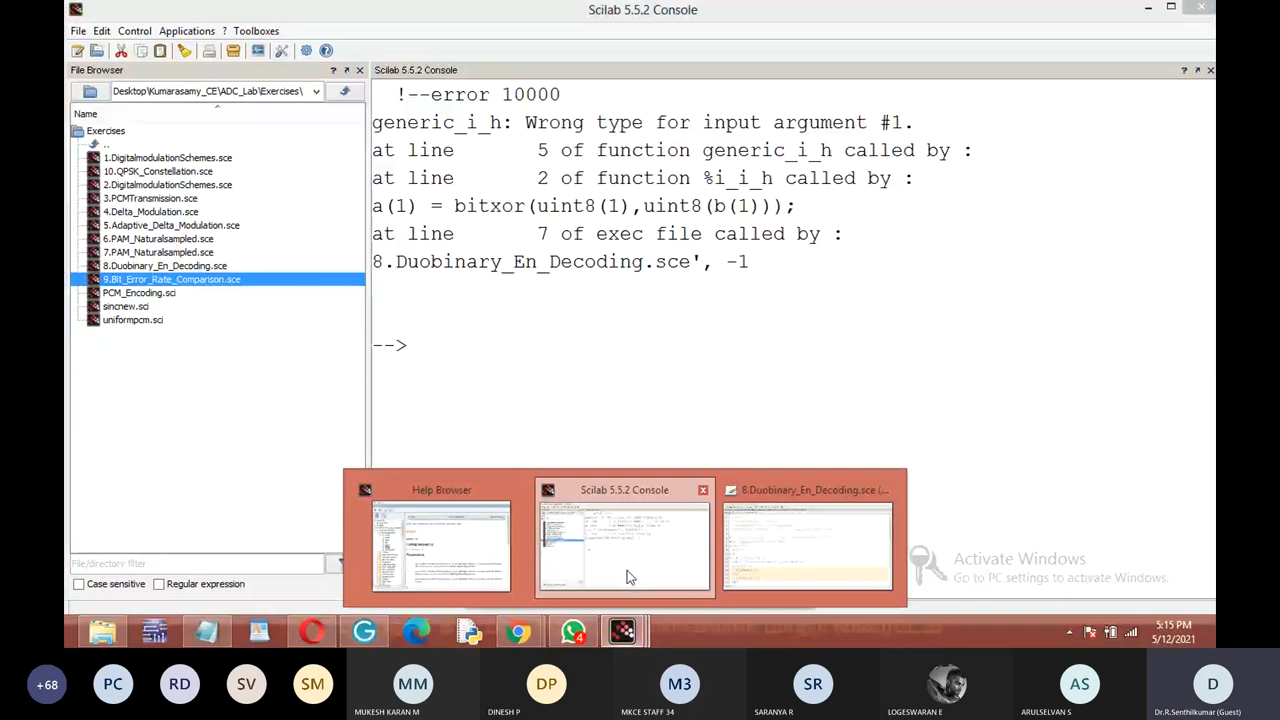 Scilab 5.5.2 Console
File Edit Control Applications ? Toolboxes
File Browser
? 
Scilab 5.5.2 Console
?
Desktop\Kumarasamy_CE\ADC_Lab\Exercises\
Name
Exercises
..
1.DigitalmodulationSchemes.sce
10.QPSK_Constellation.sce
2.DigitalmodulationSchemes.sce
3.PCMTransmission.sce
4.Delta_Modulation.sce
5.Adaptive_Delta_Modulation.sce
6.PAM_Naturalsampled.sce
7.PAM_Naturalsampled.sce
8.Duobinary_En_Decoding.sce
9.Bit_Error_Rate_Comparison.sce
PCM_Encoding.sci
sincnew.sci
uniformpcm.sci
File/directory filter
Case sensitive Regular expression
!--error 10000
generic_i_h: Wrong type for input argument #1.
at line 5 of function generic_i_h called by :
at line 2 of function %i_i_h called by :
a(1) = bitxor(uint8(1),uint8(b(1)));
at line 7 of exec file called by :
8.Duobinary_En_Decoding.sce', -1
-->
Help Browser
Scilab 5.5.2 Console
8.Duobinary_En_Decoding.sce (...
Activate Windows
Go to PC settings to activate Windows.
4
5:15 PM
5/12/2021
+68
PC
RD
SV
SM
MM
MUKESH KARAN M
DP
DINESH P
M3
MKCE STAFF 34
SR
SARANYA R
LOGESWARAN E
AS
ARULSELVAN S
D
Dr.R.Senthilkumar (Guest)